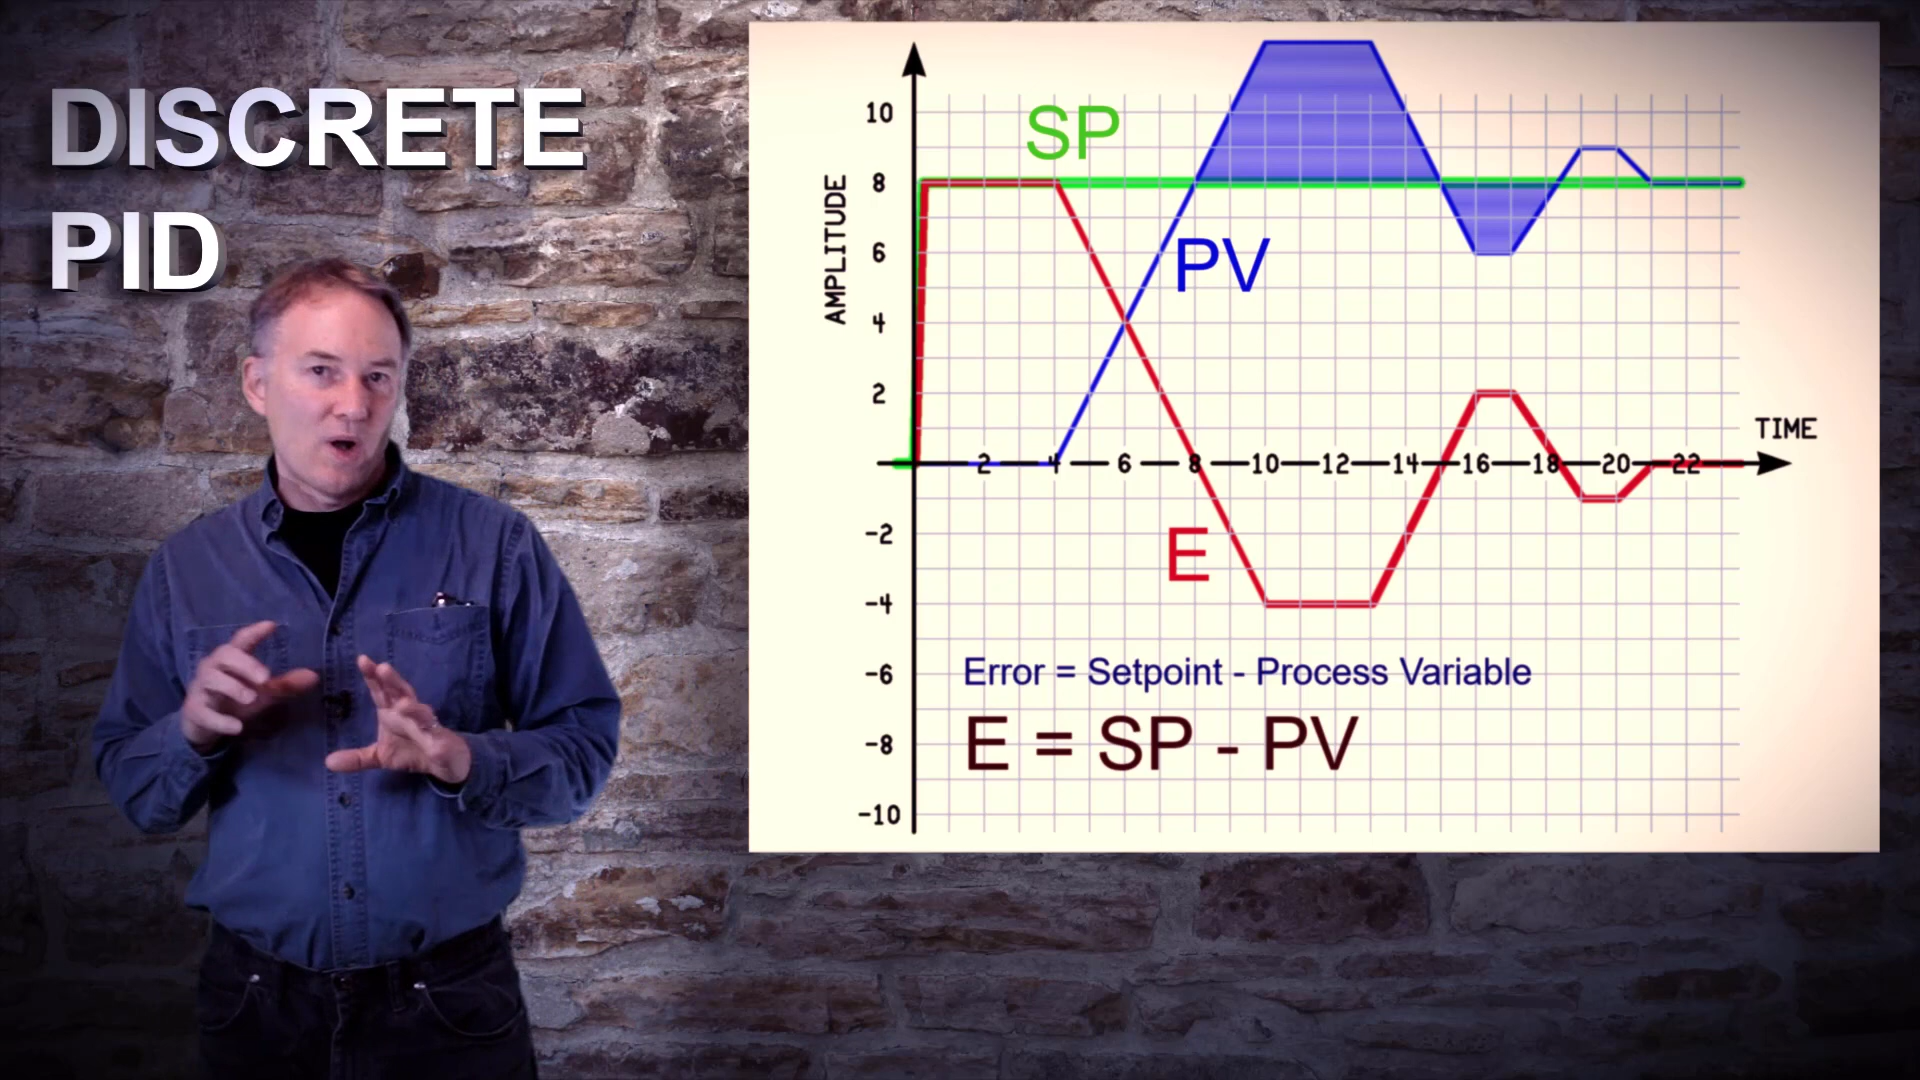 DISCRETE
PID
SP
PV
E
AMPLITUDE
TIME
10
8
6
4
2
-2
-4
-6
-8
-10
2 4 6 8 10 12 14 16 18 20 22
Error = Setpoint - Process Variable
E = SP - PV